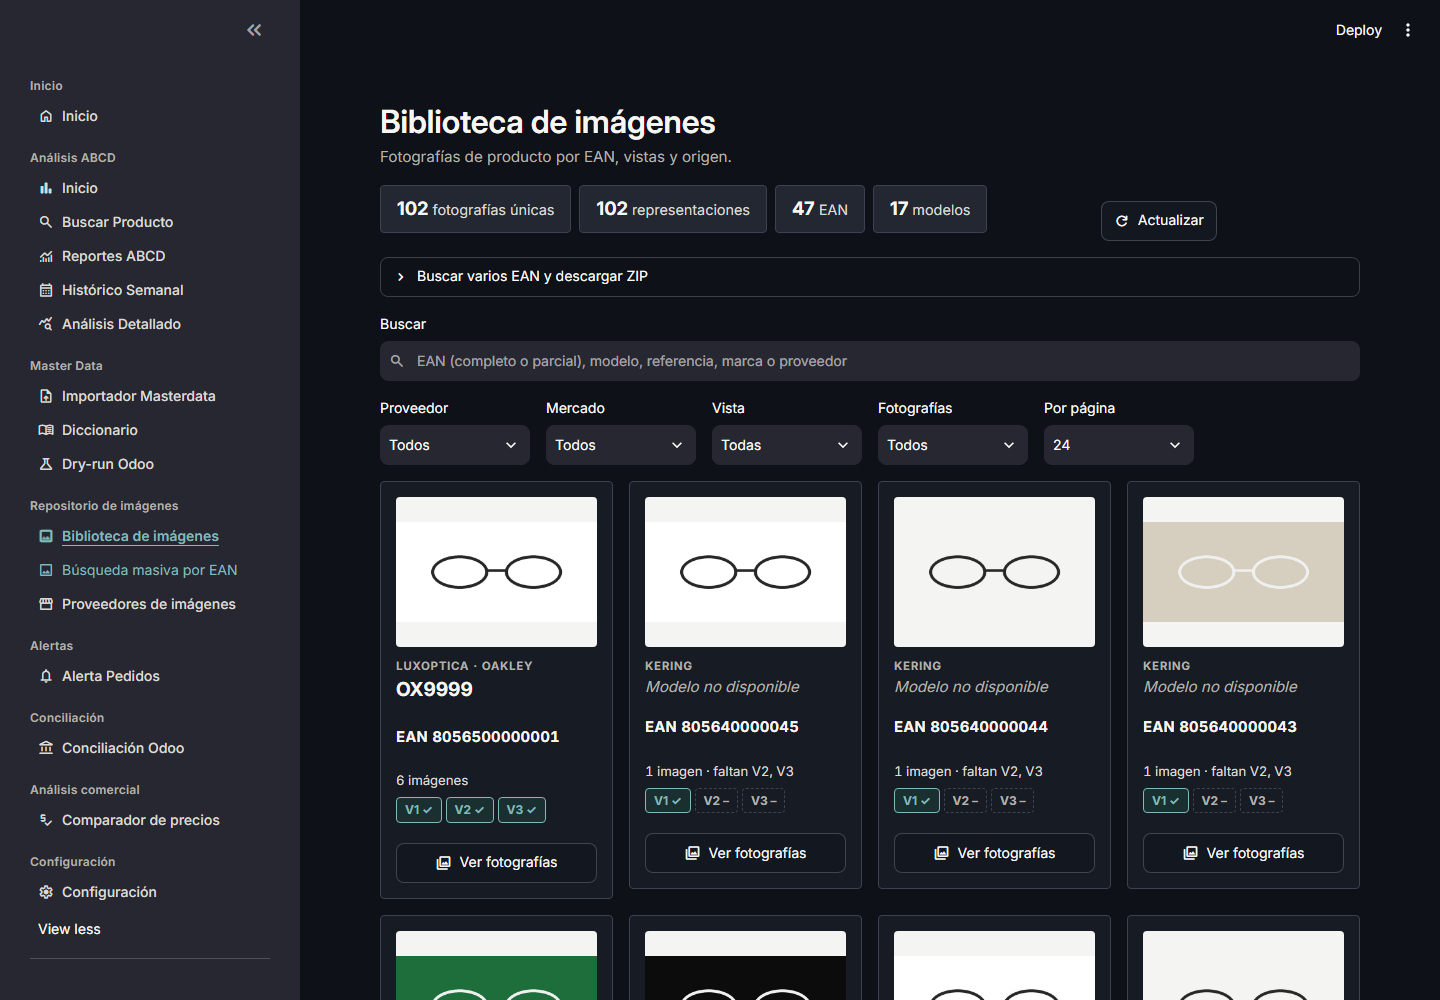 Deploy
Inicio
Inicio
Análisis ABCD
Inicio
Buscar Producto
Reportes ABCD
Histórico Semanal
Análisis Detallado
Master Data
Importador Masterdata
Diccionario
Dry-run Odoo
Repositorio de imágenes
Biblioteca de imágenes
Búsqueda masiva por EAN
Proveedores de imágenes
Alertas
Alerta Pedidos
Conciliación
Conciliación Odoo
Análisis comercial
Comparador de precios
Configuración
Configuración
View less
Biblioteca de imágenes
Fotografías de producto por EAN, vistas y origen.
102 fotografías únicas
102 representaciones
47 EAN
17 modelos
Actualizar
Buscar varios EAN y descargar ZIP
Buscar
EAN (completo o parcial), modelo, referencia, marca o proveedor
Proveedor
Todos
Mercado
Todos
Vista
Todas
Fotografías
Todos
Por página
24
LUXOPTICA · OAKLEY
OX9999
EAN 8056500000001
6 imágenes
V1 ✓ V2 ✓ V3 ✓
Ver fotografías
KERING
Modelo no disponible
EAN 805640000045
1 imagen · faltan V2, V3
V1 ✓ V2 – V3 –
Ver fotografías
KERING
Modelo no disponible
EAN 805640000044
1 imagen · faltan V2, V3
V1 ✓ V2 – V3 –
Ver fotografías
KERING
Modelo no disponible
EAN 805640000043
1 imagen · faltan V2, V3
V1 ✓ V2 – V3 –
Ver fotografías